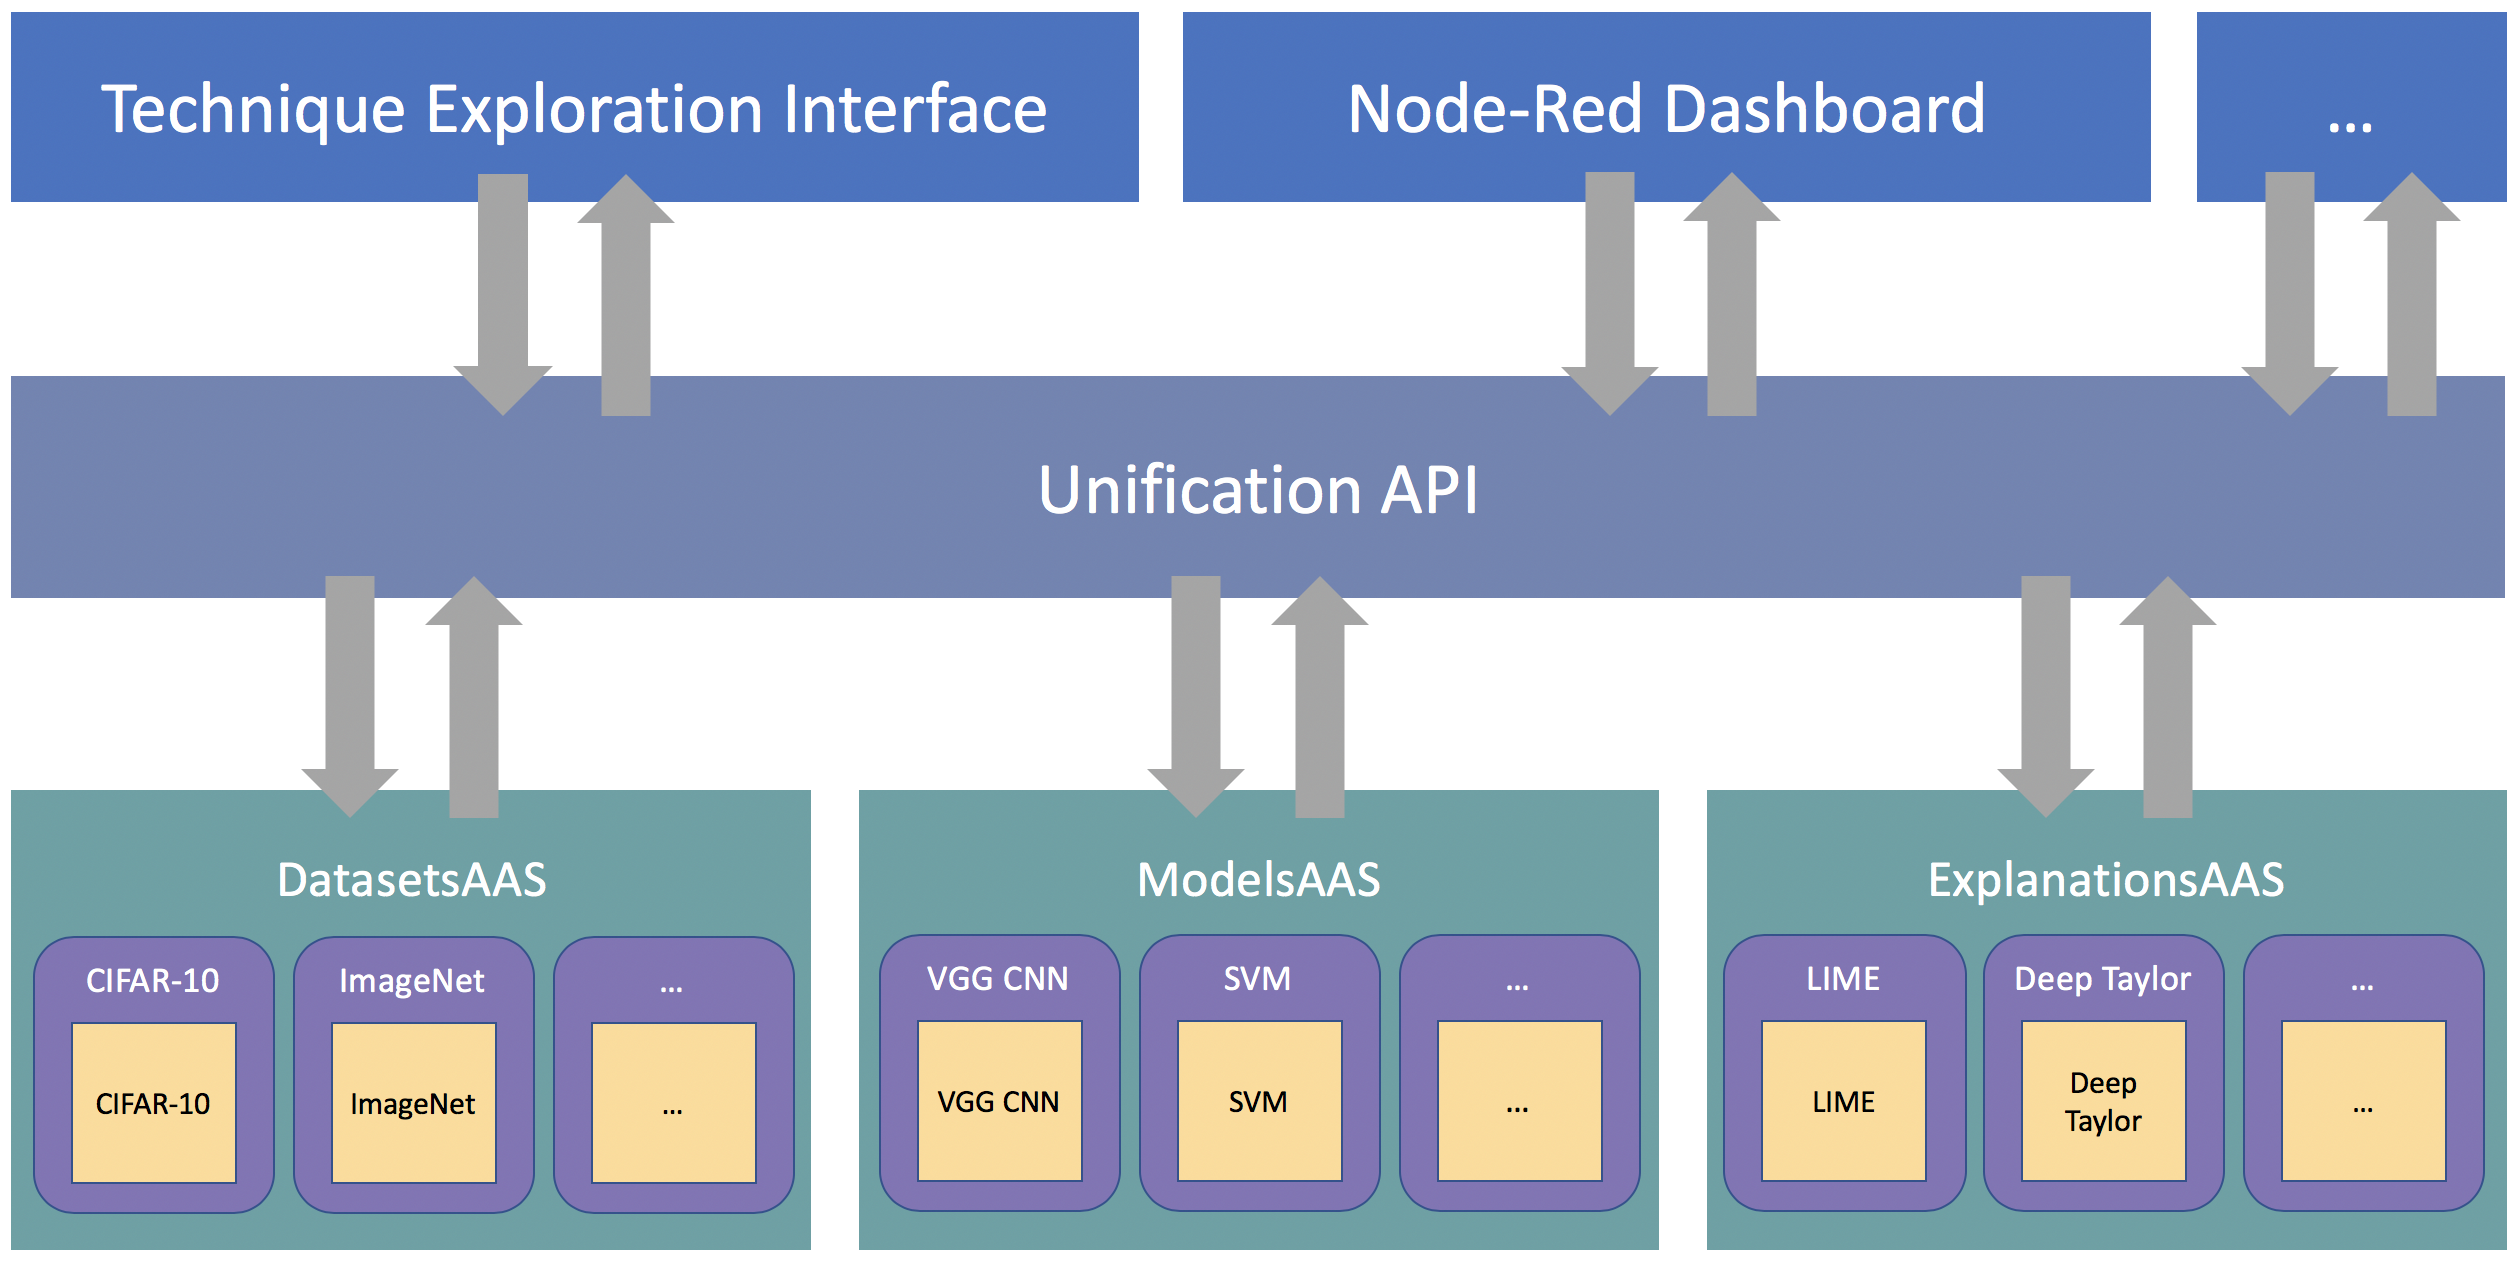 Technique Exploration Interface
Node-Red Dashboard
...
Unification API
DatasetsAAS
CIFAR-10
ImageNet
...
CIFAR-10
ImageNet
...
ModelsAAS
VGG CNN
SVM
...
VGG CNN
SVM
...
ExplanationsAAS
LIME
Deep Taylor
...
LIME
Deep
Taylor
...